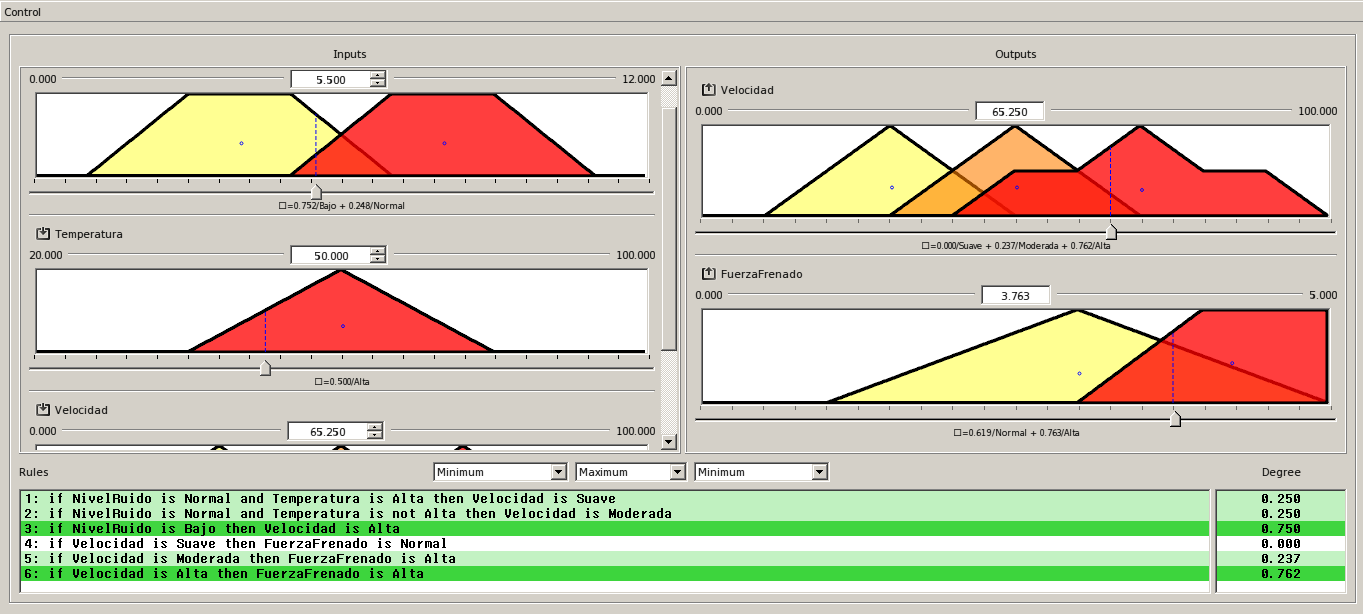 Control
Inputs
Outputs
0.000 5.500 12.000
□=0.752/Bajo + 0.248/Normal
Temperatura
20.000 50.000 100.000
□=0.500/Alta
Velocidad
0.000 65.250 100.000
Velocidad
0.000 65.250 100.000
□=0.000/Suave + 0.237/Moderada + 0.762/Alta
FuerzaFrenado
0.000 3.763 5.000
□=0.619/Normal + 0.763/Alta
Rules Minimum Maximum Minimum Degree
1: if NivelRuido is Normal and Temperatura is Alta then Velocidad is Suave 0.250
2: if NivelRuido is Normal and Temperatura is not Alta then Velocidad is Moderada 0.250
3: if NivelRuido is Bajo then Velocidad is Alta 0.750
4: if Velocidad is Suave then FuerzaFrenado is Normal 0.000
5: if Velocidad is Moderada then FuerzaFrenado is Alta 0.237
6: if Velocidad is Alta then FuerzaFrenado is Alta 0.762